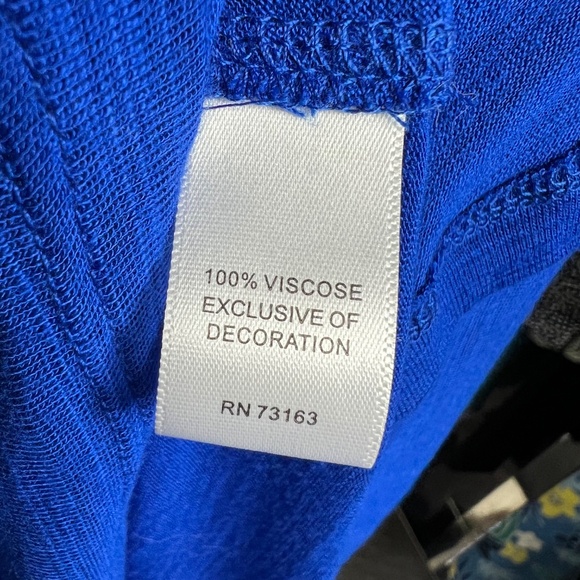 100% VISCOSE
EXCLUSIVE OF
DECORATION
RN 73163